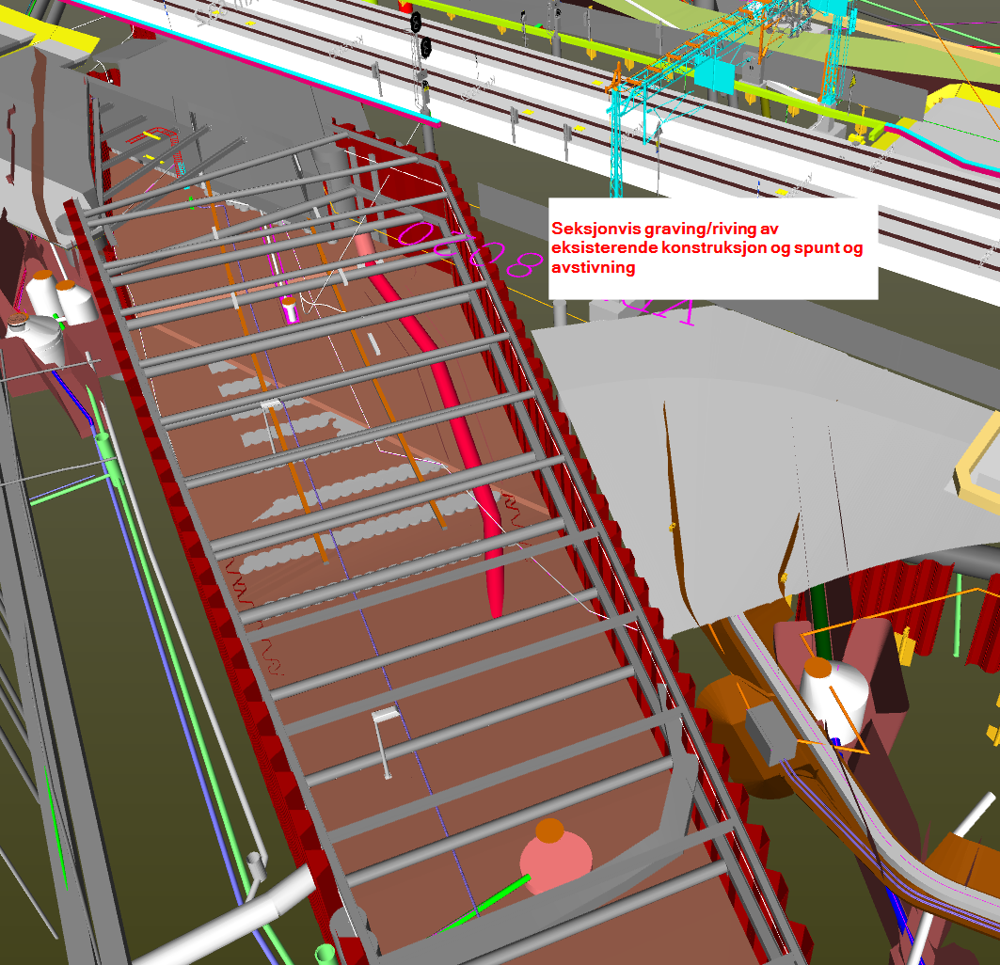 Seksjonvis graving/riving av
eksisterende konstruksjon og spunt og
avstivning